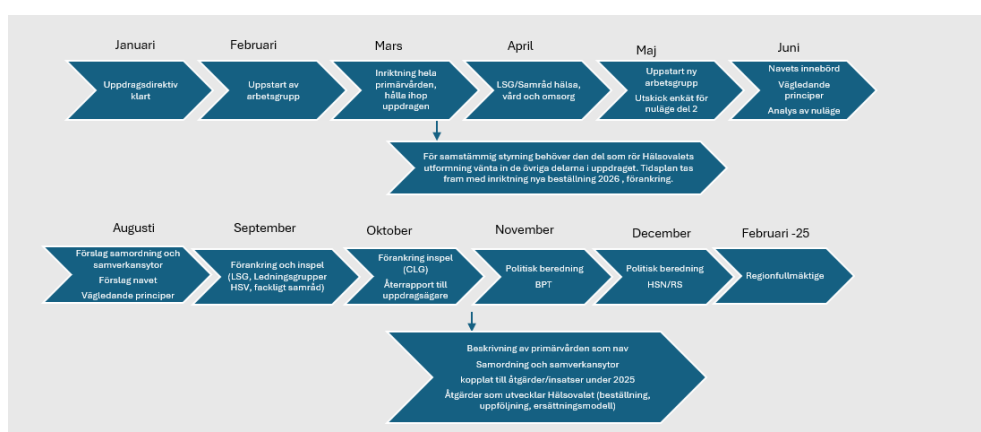 Januari
Februari
Mars
April
Maj
Juni
Uppdragsdirektiv
klart
Uppstart av
arbetsgrupp
Inriktning hela
primärvården,
hålla ihop
uppdragen
LSG/Samråd hälsa,
vård och omsorg
Uppstart ny
arbetsgrupp
Utskick enkät för
nuläge del 2
Navets innebörd
Vägledande
principer
Analys av nuläge
För samstämmig styrning behöver den del som rör Hälsovalets
utformning vänta in de övriga delarna i uppdraget. Tidsplan tas
fram med inriktning nya beställning 2026 , förankring.
Augusti
September
Oktober
November
December
Februari -25
Förslag samordning och
samverkansytor
Förslag navet
Vägledande principer
Förankring och inspel
(LSG, Ledningsgrupper
HSV, fackligt samråd)
Förankring inspel
(CLG)
Återrapport till
uppdragsägare
Politisk beredning
BPT
Politisk beredning
HSN/RS
Regionfullmäktige
Beskrivning av primärvården som nav
Samordning och samverkansytor
kopplat till åtgärder/insatser under 2025
Åtgärder som utvecklar Hälsovalet (beställning,
uppföljning, ersättningsmodell)